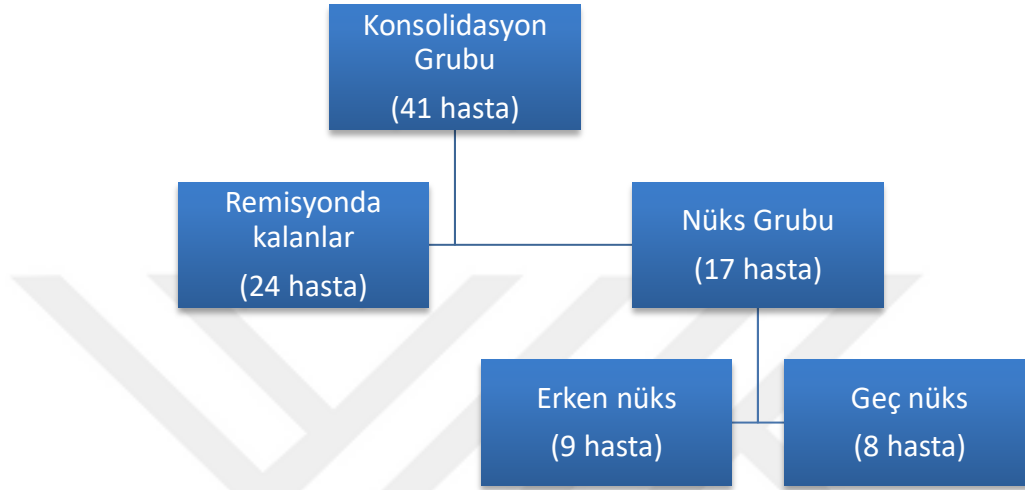 Konsolidasyon
Grubu
(41 hasta)
Remisyonda
kalanlar
(24 hasta)
Nüks Grubu
(17 hasta)
Erken nüks
(9 hasta)
Geç nüks
(8 hasta)